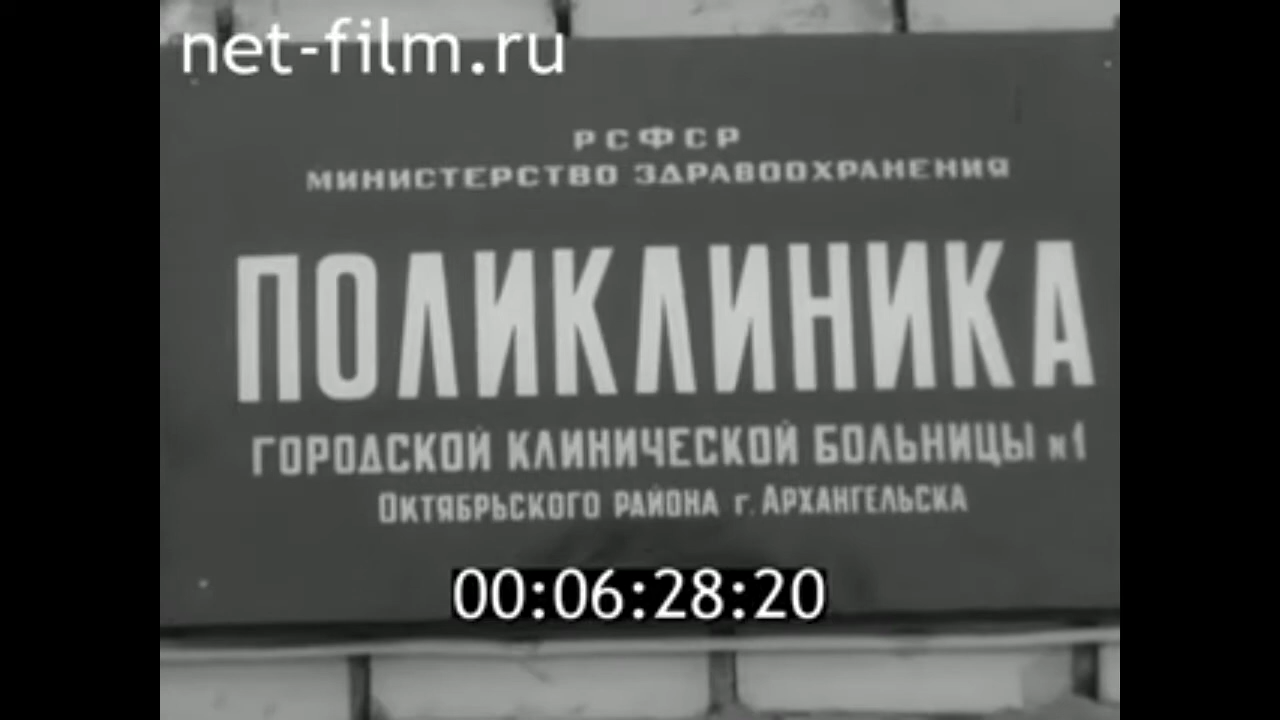 net-film.ru
РСФСР
МИНИСТЕРСТВО ЗДРАВООХРАНЕНИЯ
ПОЛИКЛИНИКА
ГОРОДСКОЙ КЛИНИЧЕСКОЙ БОЛЬНИЦЫ №1
ОКТЯБРЬСКОГО РАЙОНА г. АРХАНГЕЛЬСКА
00:06:28:20